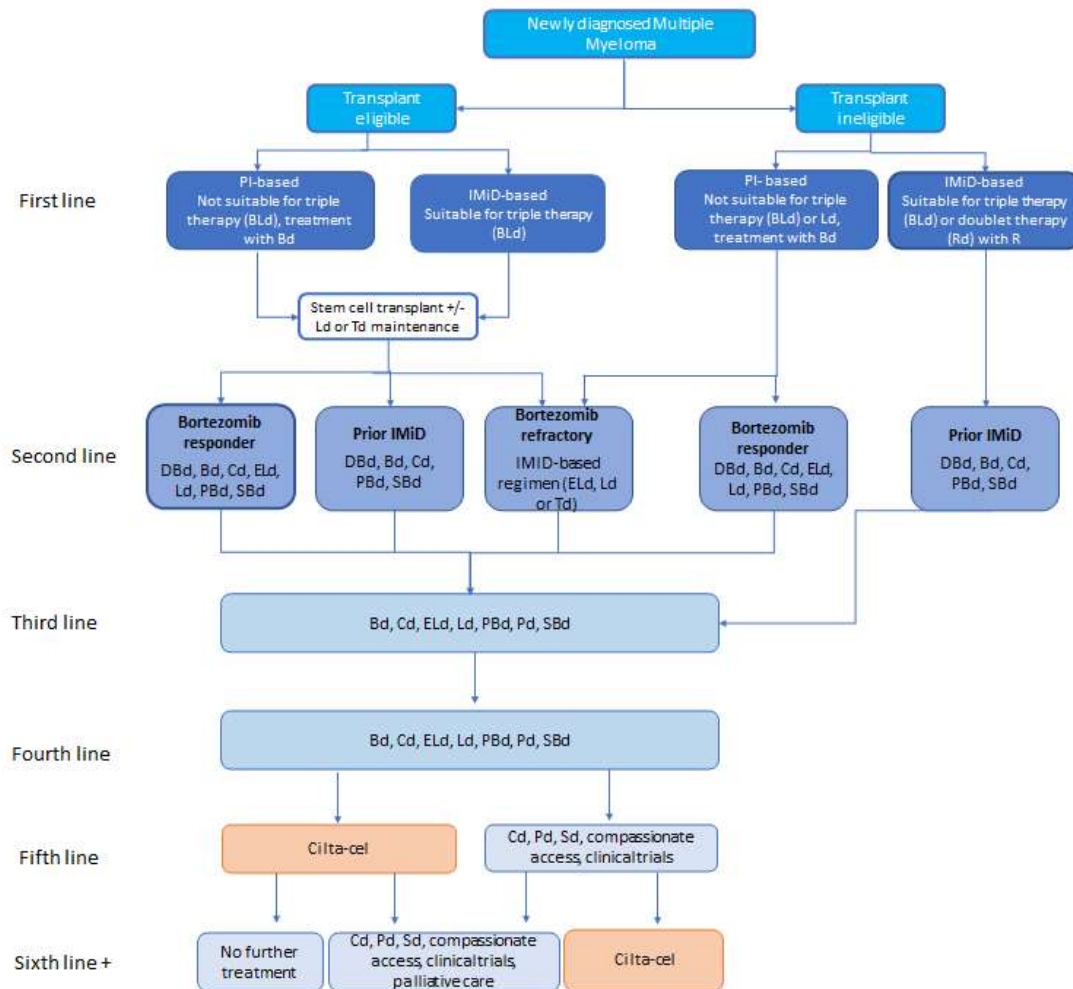 Newly diagnosed Multiple
Myeloma
Transplant
eligible
Transplant
ineligible
First line
PI-based
Not suitable for triple
therapy (BLd), treatment
with Bd
IMiD-based
Suitable for triple therapy
(BLd)
PI- based
Not suitable for triple
therapy (BLd) or Ld,
treatment with Bd
IMiD-based
Suitable for triple therapy
(BLd) or doublet therapy
(Rd) with R
Stem cell transplant +/-
Ld or Td maintenance
Second line
Bortezomib
responder
DBd, Bd, Cd, ELd,
Ld, PBd, SBd
Prior IMiD
DBd, Bd, Cd,
PBd, SBd
Bortezomib
refractory
IMID-based
regimen (ELd, Ld
or Td)
Bortezomib
responder
DBd, Bd, Cd, ELd,
Ld, PBd, SBd
Prior IMiD
DBd, Bd, Cd,
PBd, SBd
Third line
Bd, Cd, ELd, Ld, PBd, Pd, SBd
Fourth line
Bd, Cd, ELd, Ld, PBd, Pd, SBd
Fifth line
Cilta-cel
Cd, Pd, Sd, compassionate
access, clinical trials
Sixth line +
No further
treatment
Cd, Pd, Sd, compassionate
access, clinical trials,
palliative care
Cilta-cel